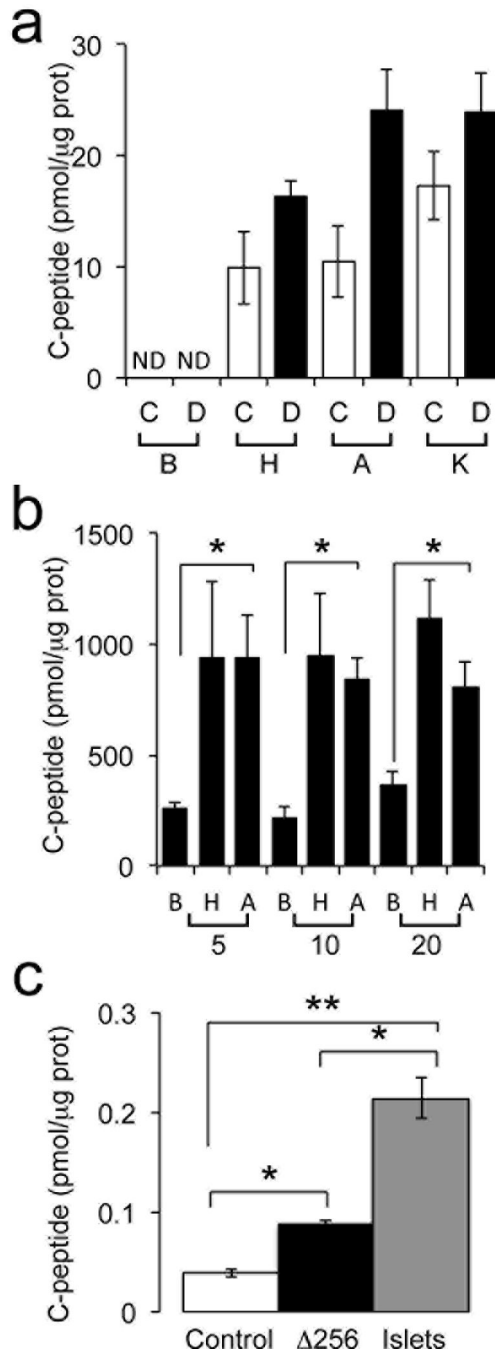 a
C-peptide (pmol/µg prot)
30
20
10
0
ND ND
C D C D C D C D
B H A K
b
C-peptide (pmol/µg prot)
1500
1000
500
0
* * *
B H A B H A B H A
5 10 20
c
C-peptide (pmol/µg prot)
0.3
0.2
0.1
0
**
*
*
Control Δ256 Islets